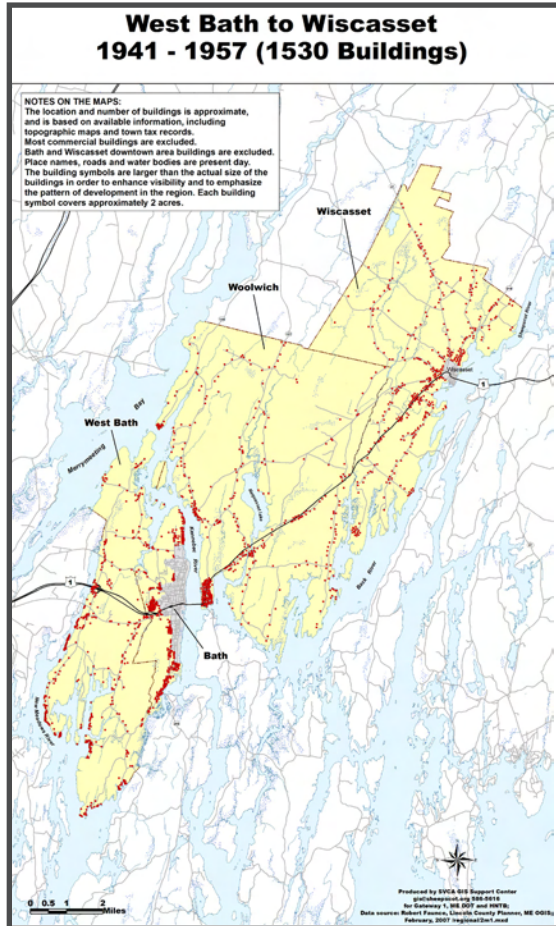 West Bath to Wiscasset
1941 - 1957 (1530 Buildings)
NOTES ON THE MAPS:
The location and number of buildings is approximate,
and is based on available information, including
topographic maps and town tax records.
Most commercial buildings are excluded.
Bath and Wiscasset downtown area buildings are excluded.
Place names, roads and water bodies are present day.
The building symbols are larger than the actual size of the
buildings in order to enhance visibility and to emphasize
the pattern of development in the region. Each building
symbol covers approximately 2 acres.
Wiscasset
Woolwich
Sheepscot River
Wiscasset
1
Bay
West Bath
Merrymeeting
Kennebec
River
Back River
1
Bath
New Meadows River
0 0.5 1 2
Miles
Produced by SVCA GIS Support Center
for Gateway 1, ME DOT and HNTB;
Data source: Robert Faunce, Lincoln County Planner, ME OGIS;
February, 2007